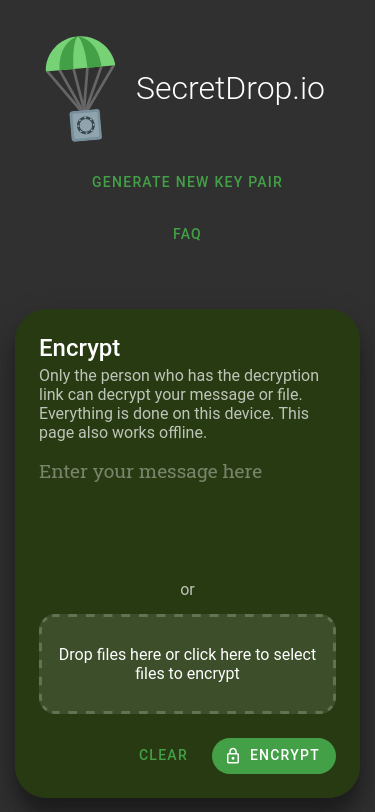 SecretDrop.io
GENERATE NEW KEY PAIR
FAQ
Encrypt
Only the person who has the decryption
link can decrypt your message or file.
Everything is done on this device. This
page also works offline.
Enter your message here
or
Drop files here or click here to select
files to encrypt
CLEAR
ENCRYPT